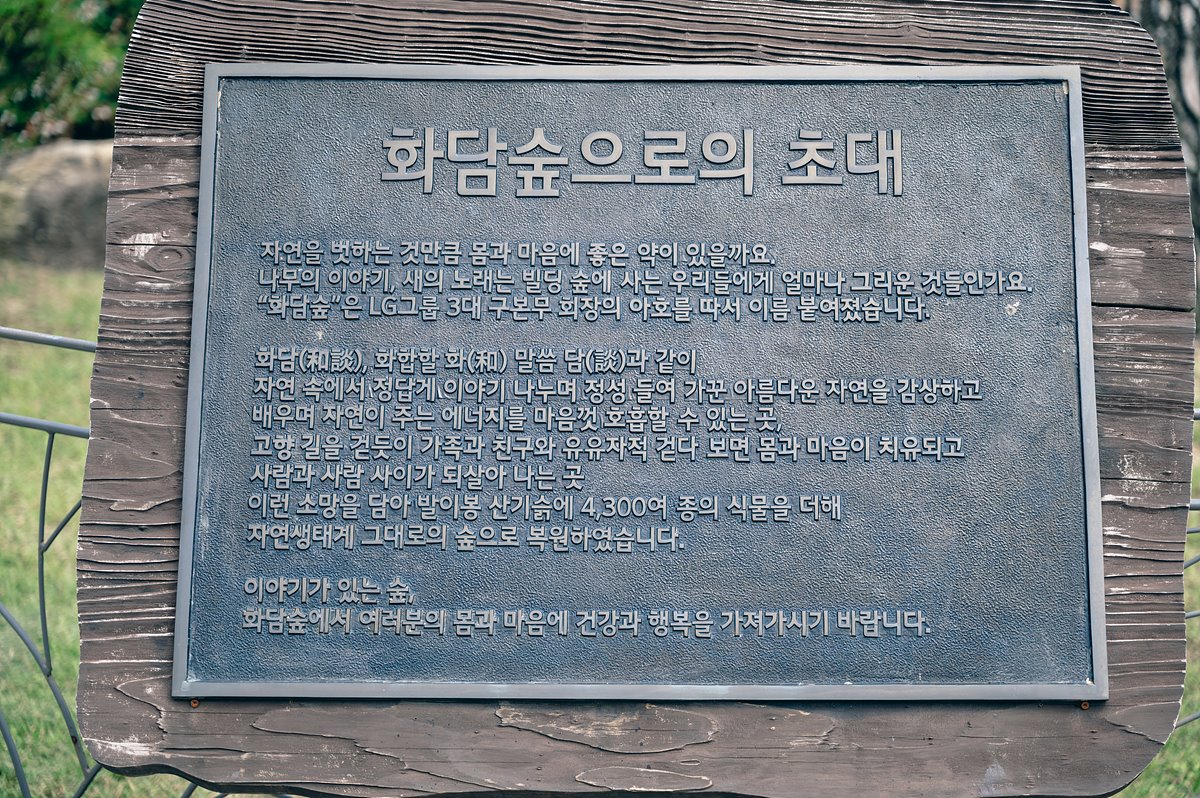 화담숲으로의 초대
자연을 벗하는 것만큼 몸과 마음에 좋은 약이 있을까요.
나무의 이야기, 새의 노래는 빌딩 숲에 사는 우리들에게 얼마나 그리운 것들인가요.
“화담숲”은 LG그룹 3대 구본무 회장의 아호를 따서 이름 붙여졌습니다.
화담(和談), 화합할 화(和) 말씀 담(談)과 같이
자연 속에서 정답게 이야기 나누며 정성 들여 가꾼 아름다운 자연을 감상하고
배우며 자연이 주는 에너지를 마음껏 호흡할 수 있는 곳,
고향 길을 걷듯이 가족과 친구와 유유자적 걷다 보면 몸과 마음이 치유되고
사람과 사람 사이가 되살아 나는 곳
이런 소망을 담아 발이봉 산기슭에 4,300여 종의 식물을 더해
자연생태계 그대로의 숲으로 복원하였습니다.
이야기가 있는 숲,
화담숲에서 여러분의 몸과 마음에 건강과 행복을 가져가시기 바랍니다.